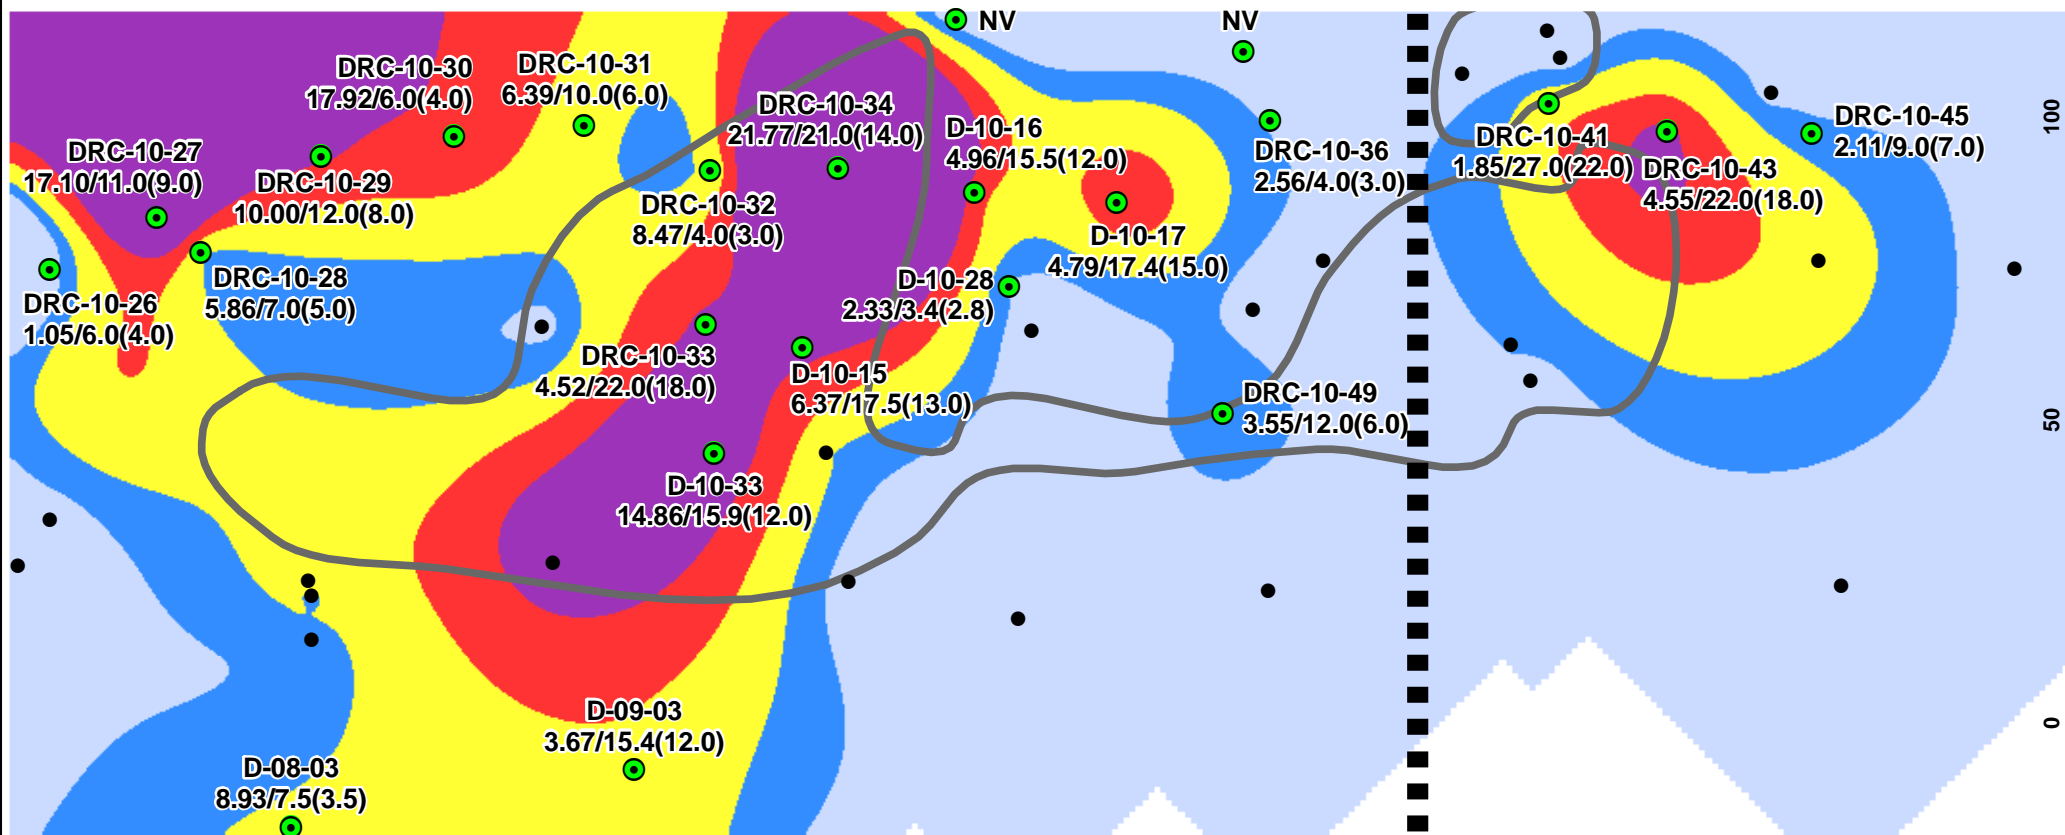 NV
NV
DRC-10-30
17.92/6.0(4.0)
DRC-10-31
6.39/10.0(6.0)
DRC-10-34
21.77/21.0(14.0)
D-10-16
4.96/15.5(12.0)
DRC-10-36
2.56/4.0(3.0)
DRC-10-41
1.85/27.0(22.0)
DRC-10-43
4.55/22.0(18.0)
DRC-10-45
2.11/9.0(7.0)
100
DRC-10-27
17.10/11.0(9.0)
DRC-10-29
10.00/12.0(8.0)
DRC-10-32
8.47/4.0(3.0)
D-10-17
4.79/17.4(15.0)
DRC-10-26
1.05/6.0(4.0)
DRC-10-28
5.86/7.0(5.0)
D-10-28
2.33/3.4(2.8)
DRC-10-33
4.52/22.0(18.0)
D-10-15
6.37/17.5(13.0)
DRC-10-49
3.55/12.0(6.0)
50
D-10-33
14.86/15.9(12.0)
D-09-03
3.67/15.4(12.0)
0
D-08-03
8.93/7.5(3.5)